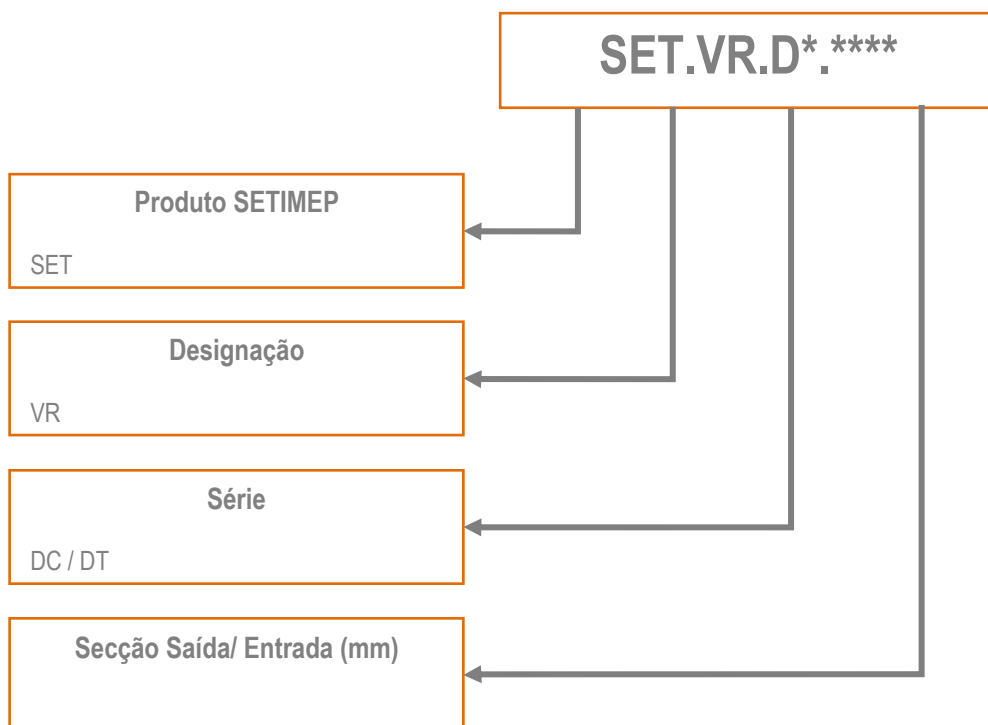 SET.VR.D*.****
Produto SETIMEP
SET
Designação
VR
Série
DC / DT
Secção Saída/ Entrada (mm)